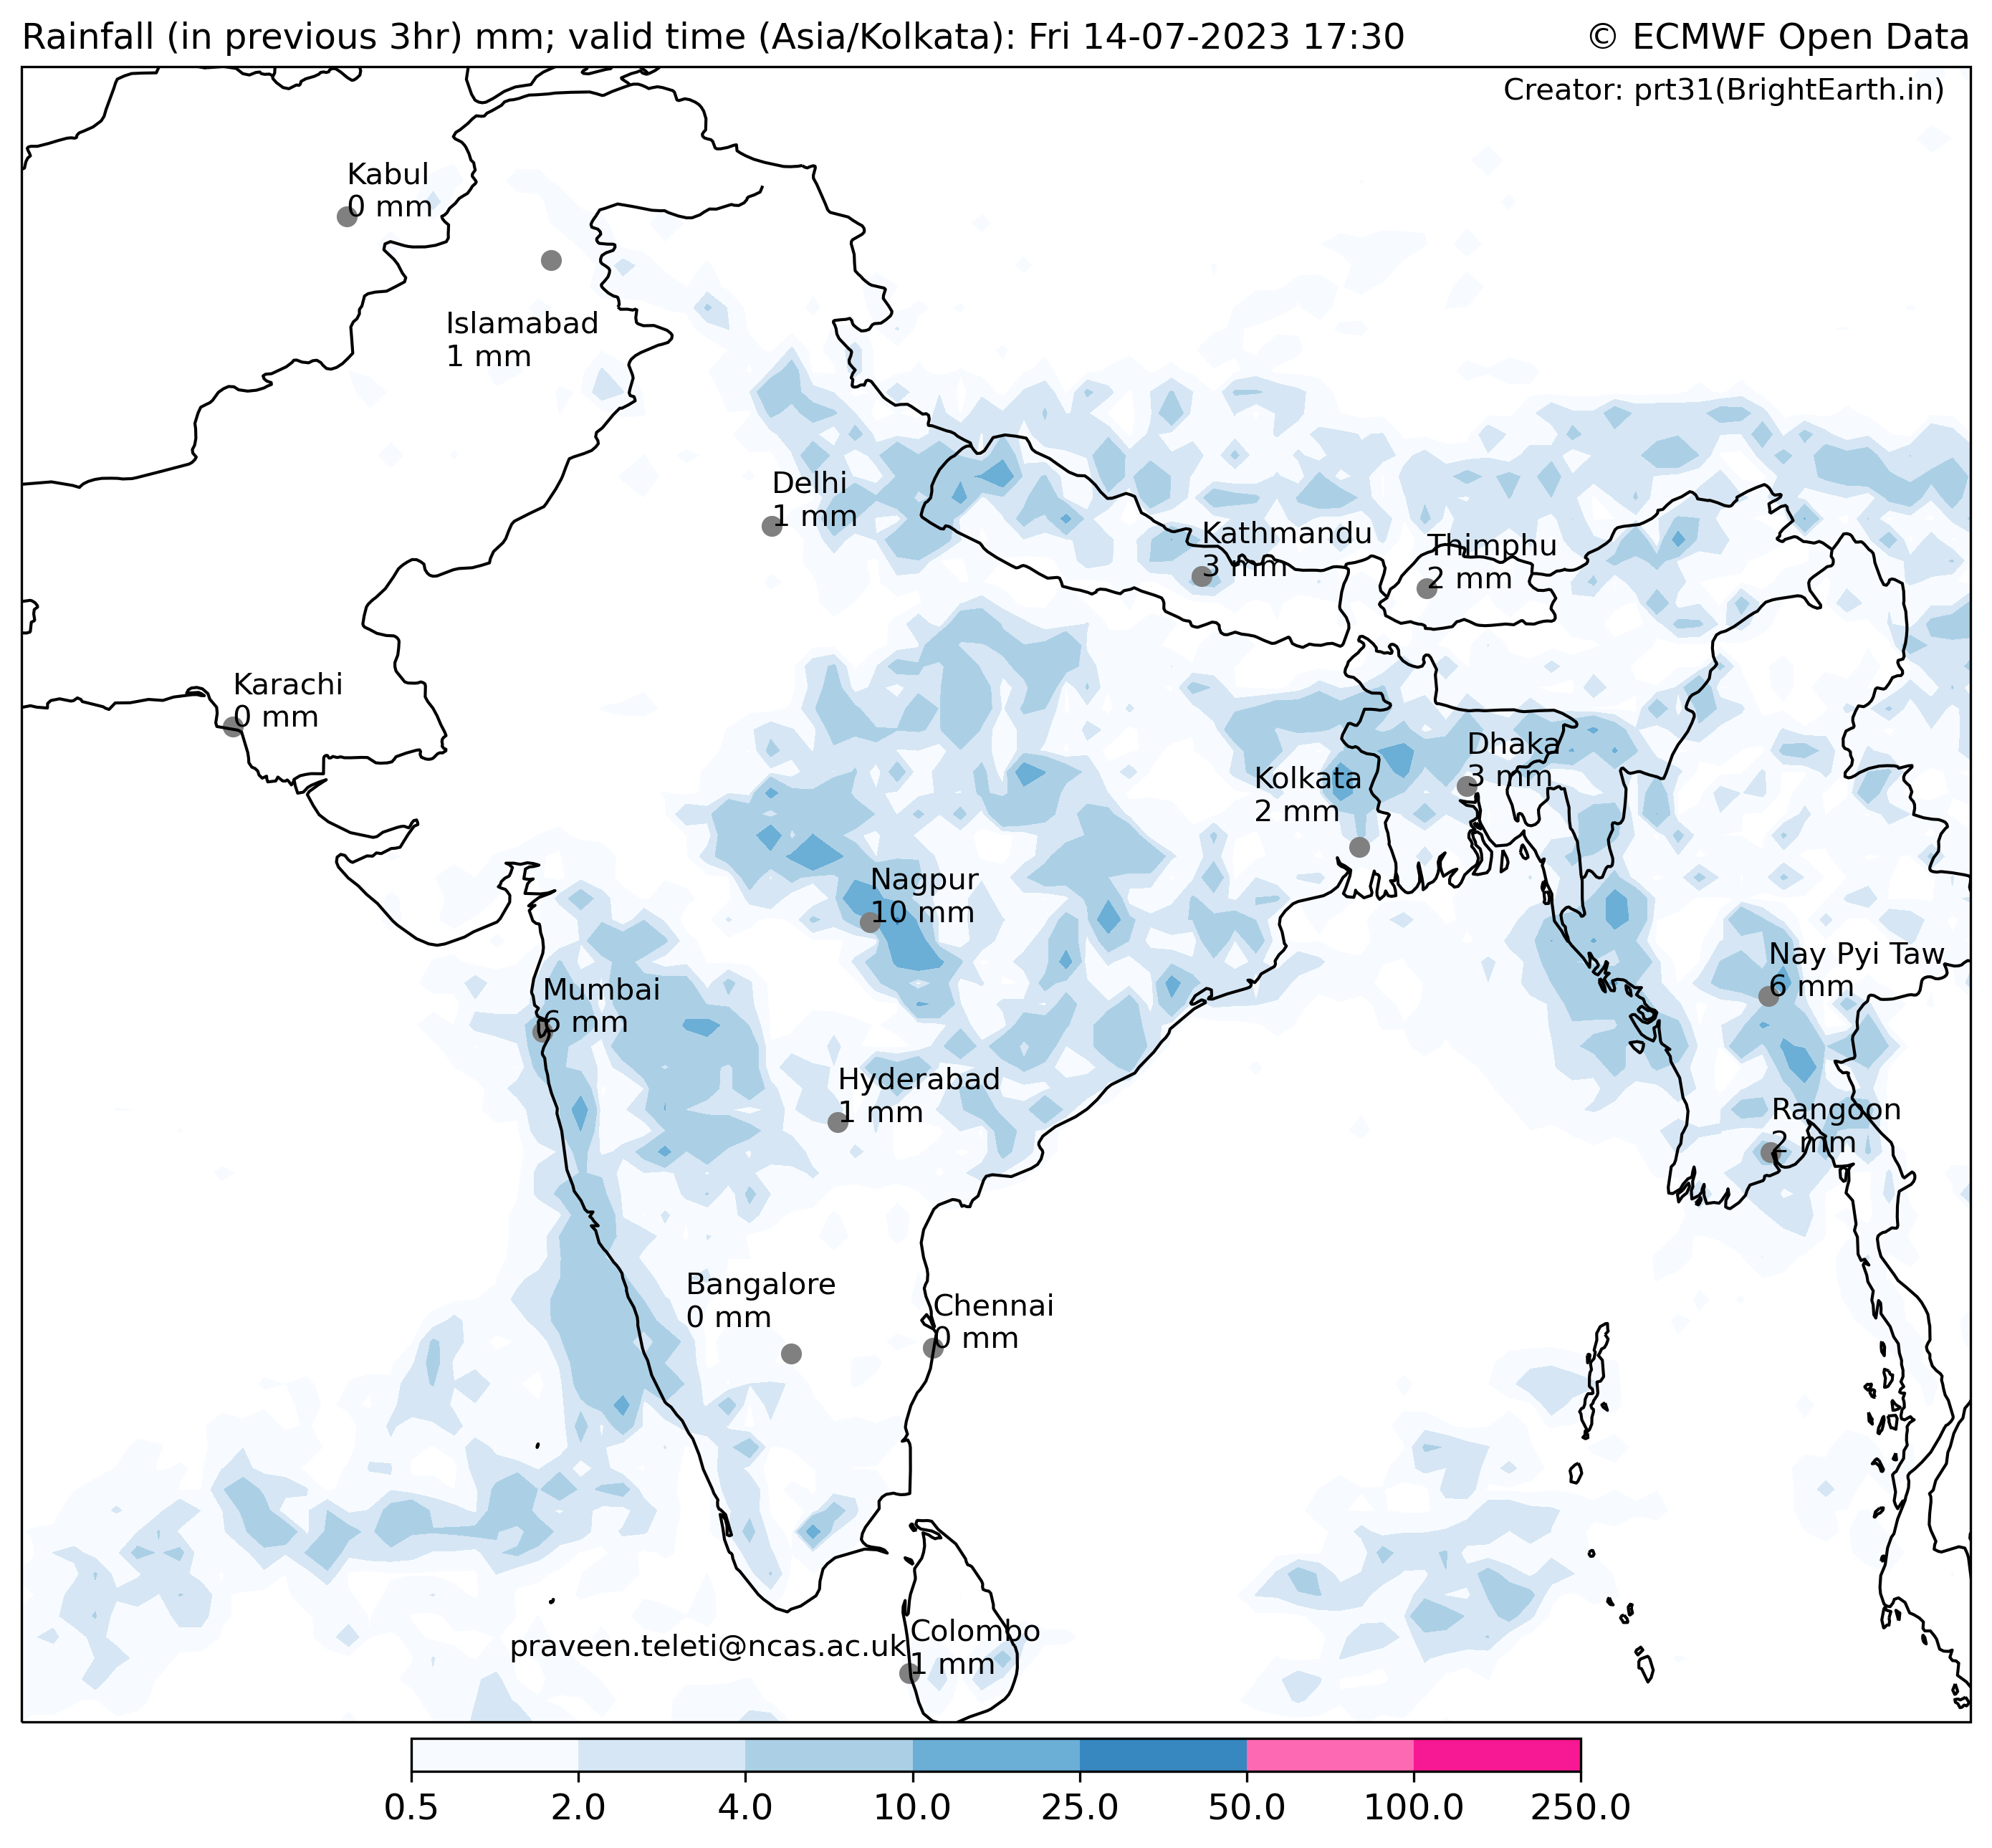 Rainfall (in previous 3hr) mm; valid time (Asia/Kolkata): Fri 14-07-2023 17:30
© ECMWF Open Data
Creator: prt31(BrightEarth.in)
Kabul
0 mm
Islamabad
1 mm
Delhi
1 mm
Kathmandu
3 mm
Thimphu
2 mm
Karachi
0 mm
Dhaka
3 mm
Kolkata
2 mm
Nagpur
10 mm
Nay Pyi Taw
6 mm
Mumbai
6 mm
Hyderabad
1 mm
Rangoon
2 mm
Bangalore
0 mm
Chennai
0 mm
Colombo
1 mm
praveen.teleti@ncas.ac.uk
0.5 2.0 4.0 10.0 25.0 50.0 100.0 250.0